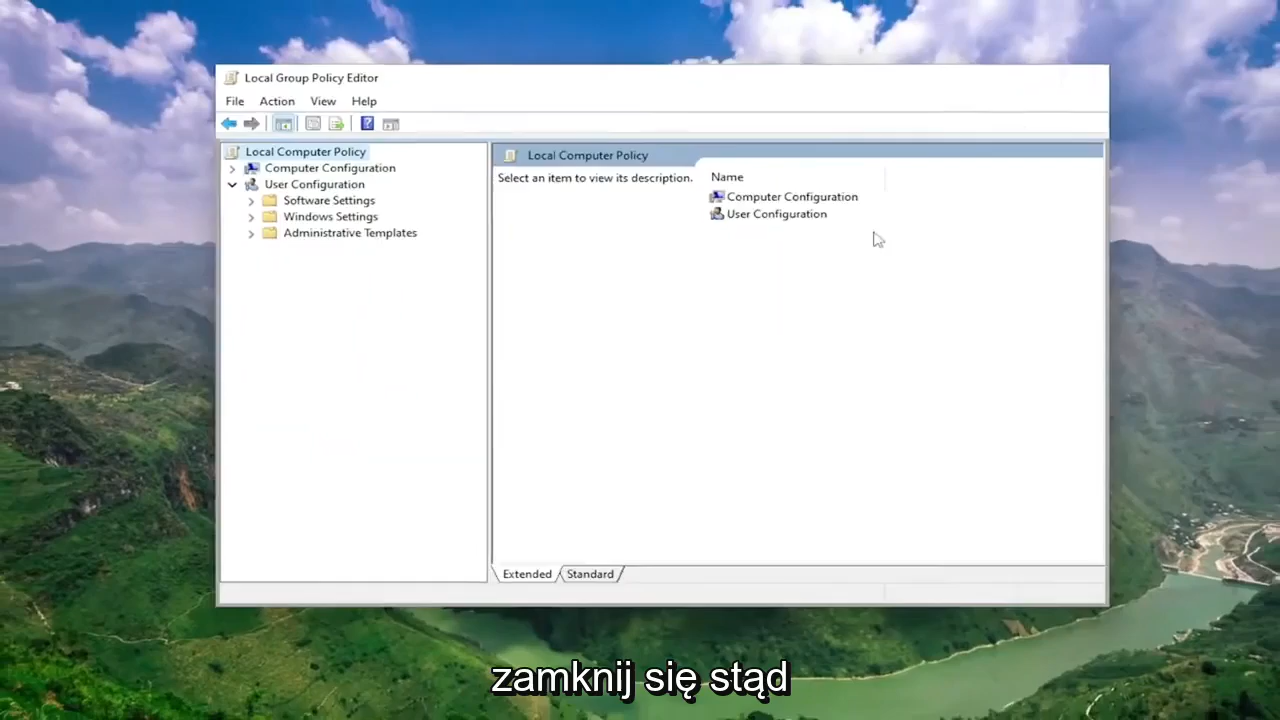 Local Group Policy Editor
File Action View Help
Local Computer Policy
Computer Configuration
User Configuration
Software Settings
Windows Settings
Administrative Templates
Local Computer Policy
Select an item to view its description.
Name
Computer Configuration
User Configuration
Extended Standard
zamknij się stąd